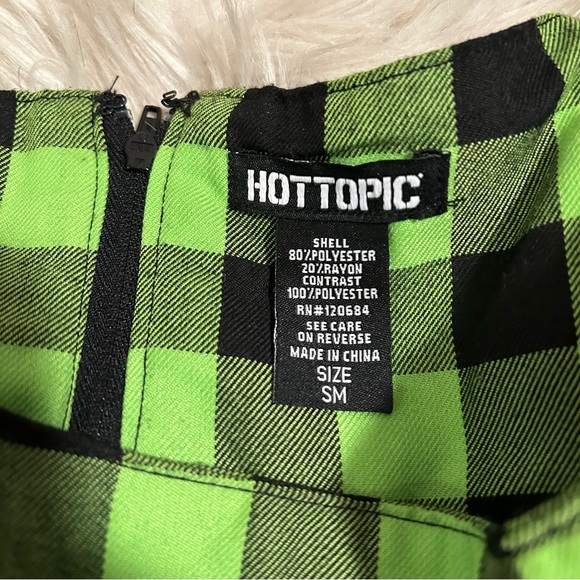 HOTTOPIC
SHELL
80%POLYESTER
20%RAYON
CONTRAST
100%POLYESTER
RN#120684
SEE CARE
ON REVERSE
MADE IN CHINA
SIZE
SM